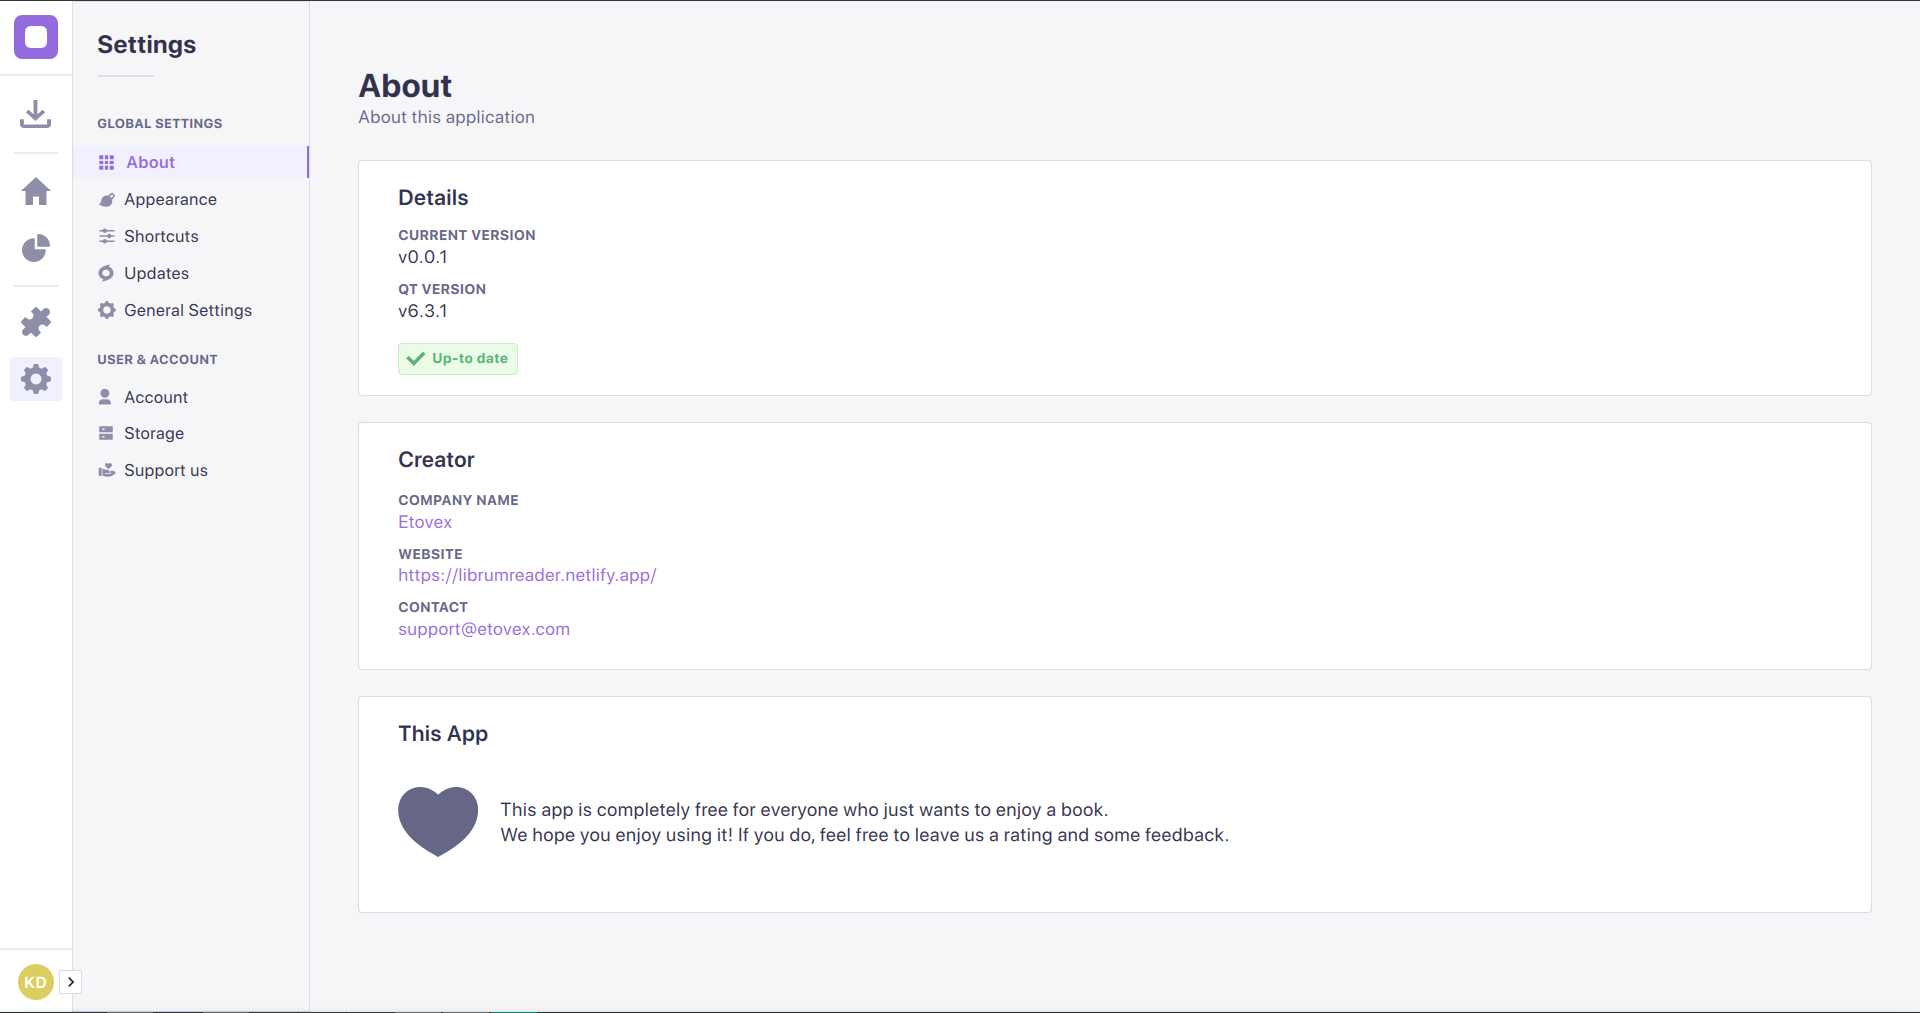 Settings
GLOBAL SETTINGS
About
Appearance
Shortcuts
Updates
General Settings
USER & ACCOUNT
Account
Storage
Support us
KD
About
About this application
Details
CURRENT VERSION
v0.0.1
QT VERSION
v6.3.1
Up-to date
Creator
COMPANY NAME
Etovex
WEBSITE
https://librumreader.netlify.app/
CONTACT
support@etovex.com
This App
This app is completely free for everyone who just wants to enjoy a book.
We hope you enjoy using it! If you do, feel free to leave us a rating and some feedback.